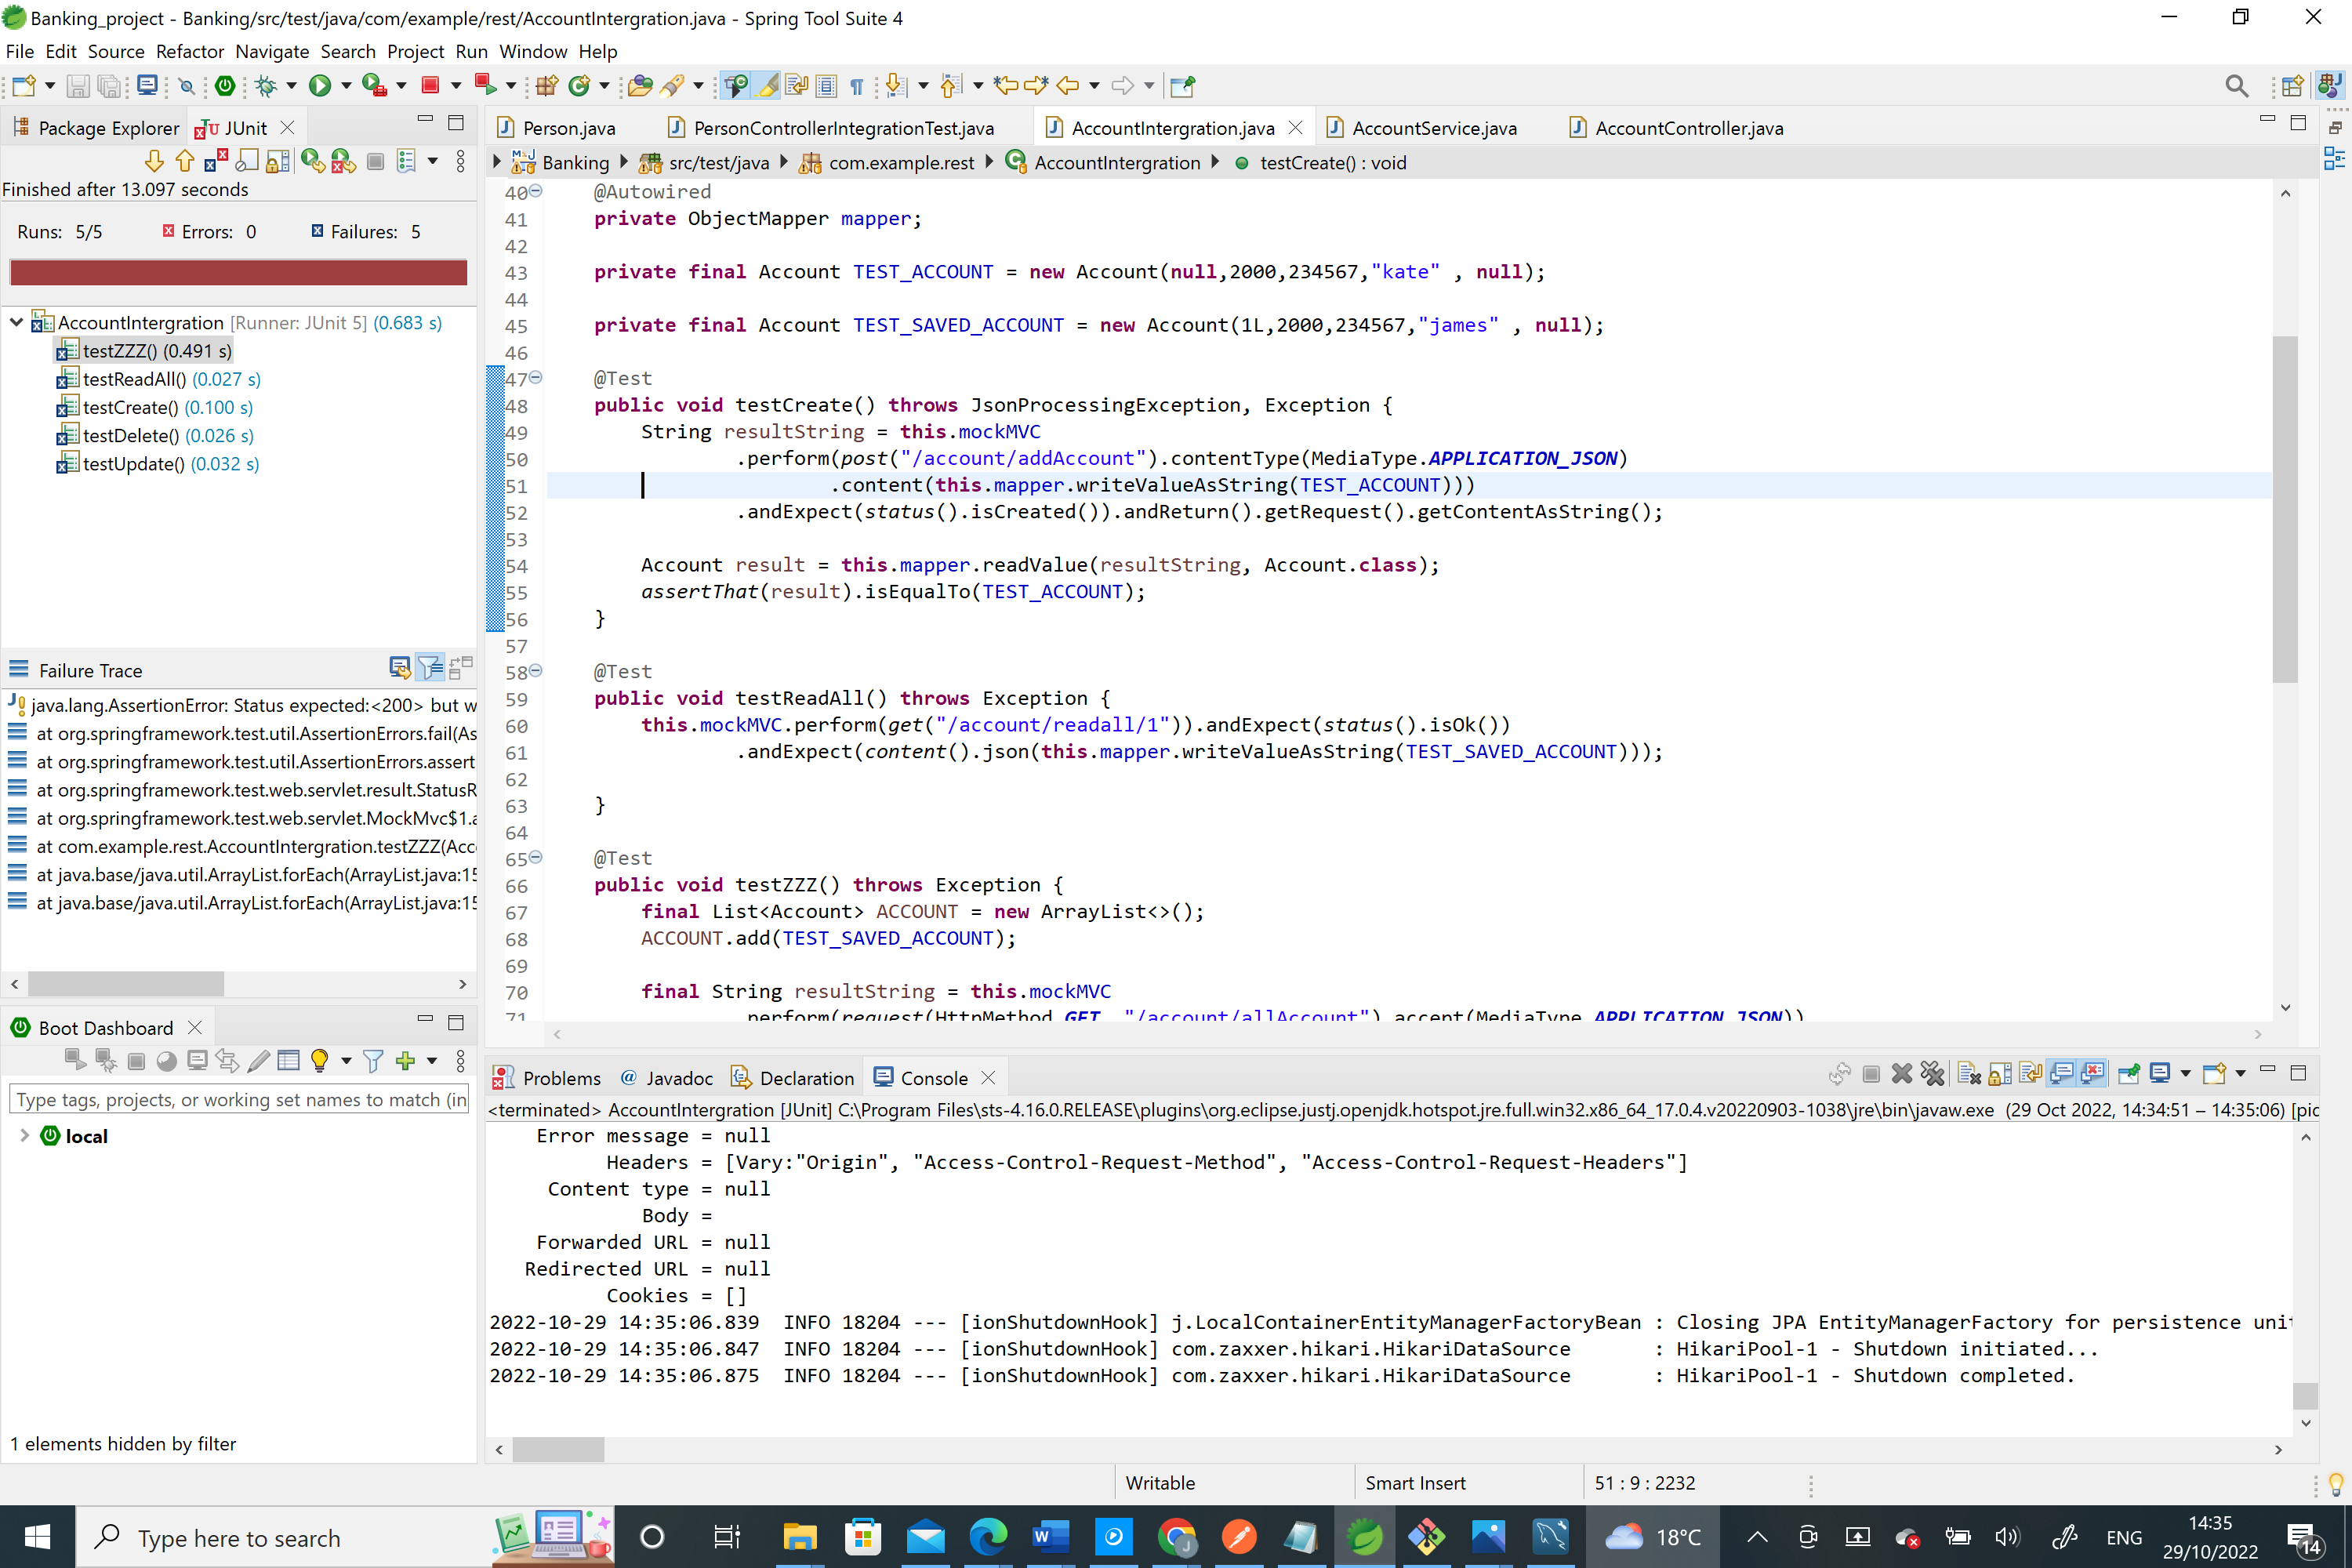 Banking_project - Banking/src/test/java/com/example/rest/AccountIntergration.java - Spring Tool Suite 4
File Edit Source Refactor Navigate Search Project Run Window Help
Package Explorer JUnit
Finished after 13.097 seconds
Runs: 5/5 Errors: 0 Failures: 5
AccountIntergration [Runner: JUnit 5] (0.683 s)
testZZZ() (0.491 s)
testReadAll() (0.027 s)
testCreate() (0.100 s)
testDelete() (0.026 s)
testUpdate() (0.032 s)
Failure Trace
java.lang.AssertionError: Status expected:<200> but w
at org.springframework.test.util.AssertionErrors.fail(As
at org.springframework.test.util.AssertionErrors.assert
at org.springframework.test.web.servlet.result.StatusR
at org.springframework.test.web.servlet.MockMvc$1.a
at com.example.rest.AccountIntergration.testZZZ(Acc
at java.base/java.util.ArrayList.forEach(ArrayList.java:15
at java.base/java.util.ArrayList.forEach(ArrayList.java:15
Boot Dashboard
Type tags, projects, or working set names to match (in
local
1 elements hidden by filter
Person.java PersonControllerIntegrationTest.java AccountIntergration.java AccountService.java AccountController.java
Banking src/test/java com.example.rest AccountIntergration testCreate() : void
40 @Autowired
41 private ObjectMapper mapper;
42
43 private final Account TEST_ACCOUNT = new Account(null,2000,234567,"kate" , null);
44
45 private final Account TEST_SAVED_ACCOUNT = new Account(1L,2000,234567,"james" , null);
46
47 @Test
48 public void testCreate() throws JsonProcessingException, Exception {
49 String resultString = this.mockMVC
50 .perform(post("/account/addAccount").contentType(MediaType.APPLICATION_JSON)
51 .content(this.mapper.writeValueAsString(TEST_ACCOUNT)))
52 .andExpect(status().isCreated()).andReturn().getRequest().getContentAsString();
53
54 Account result = this.mapper.readValue(resultString, Account.class);
55 assertThat(result).isEqualTo(TEST_ACCOUNT);
56 }
57
58 @Test
59 public void testReadAll() throws Exception {
60 this.mockMVC.perform(get("/account/readall/1")).andExpect(status().isOk())
61 .andExpect(content().json(this.mapper.writeValueAsString(TEST_SAVED_ACCOUNT)));
62
63 }
64
65 @Test
66 public void testZZZ() throws Exception {
67 final List<Account> ACCOUNT = new ArrayList<>();
68 ACCOUNT.add(TEST_SAVED_ACCOUNT);
69
70 final String resultString = this.mockMVC
71 .perform(request(HttpMethod.GET, "/account/allAccount").accept(MediaType.APPLICATION_JSON))
Problems Javadoc Declaration Console
<terminated> AccountIntergration [JUnit] C:\Program Files\sts-4.16.0.RELEASE\plugins\org.eclipse.justj.openjdk.hotspot.jre.full.win32.x86_64_17.0.4.v20220903-1038\jre\bin\javaw.exe (29 Oct 2022, 14:34:51 – 14:35:06) [pid
Error message = null
Headers = [Vary:"Origin", "Access-Control-Request-Method", "Access-Control-Request-Headers"]
Content type = null
Body =
Forwarded URL = null
Redirected URL = null
Cookies = []
2022-10-29 14:35:06.839 INFO 18204 --- [ionShutdownHook] j.LocalContainerEntityManagerFactoryBean : Closing JPA EntityManagerFactory for persistence unit
2022-10-29 14:35:06.847 INFO 18204 --- [ionShutdownHook] com.zaxxer.hikari.HikariDataSource : HikariPool-1 - Shutdown initiated...
2022-10-29 14:35:06.875 INFO 18204 --- [ionShutdownHook] com.zaxxer.hikari.HikariDataSource : HikariPool-1 - Shutdown completed.
Writable Smart Insert 51 : 9 : 2232
Type here to search
18°C ENG
14:35
29/10/2022
14